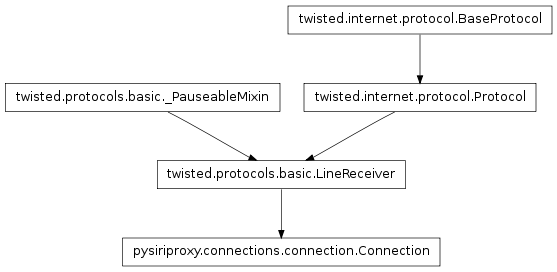 twisted.internet.protocol.BaseProtocol
twisted.protocols.basic._PauseableMixin
twisted.internet.protocol.Protocol
twisted.protocols.basic.LineReceiver
pysiriproxy.connections.connection.Connection